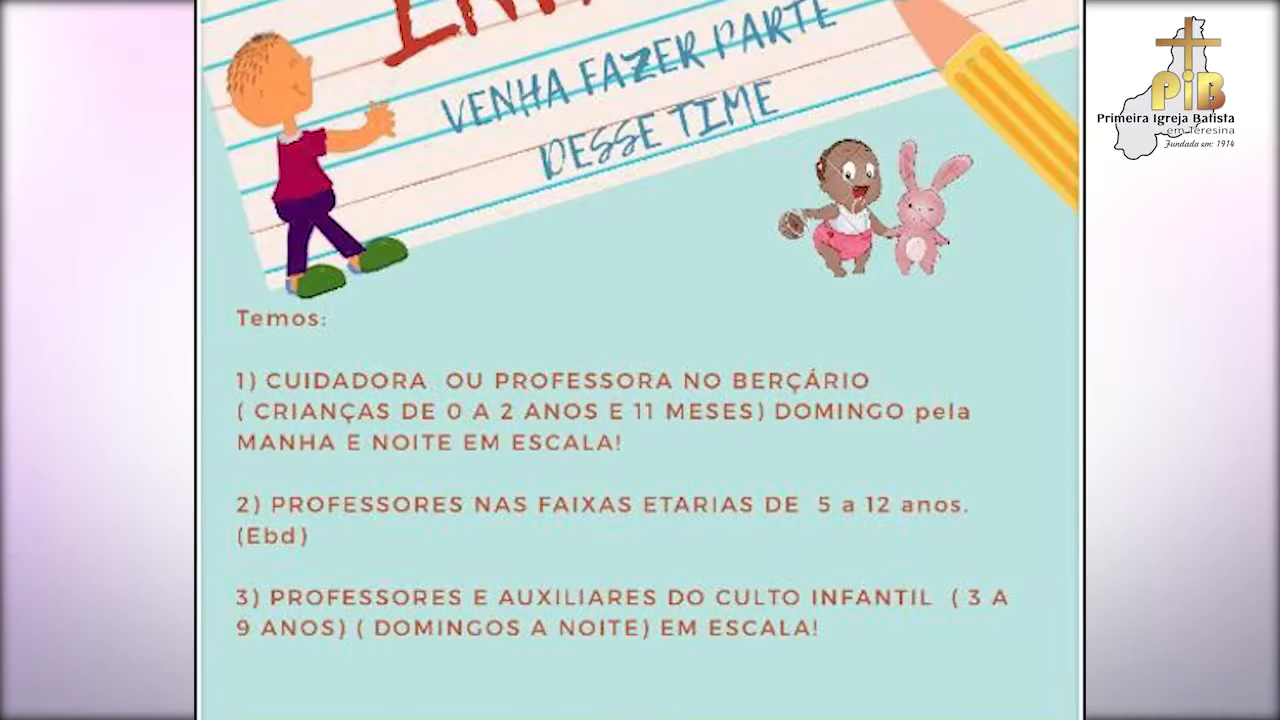 VENHA FAZER PARTE
DESSE TIME
PiB
Primeira Igreja Batista
em Teresina
Fundada em: 1914
Temos:
1) CUIDADORA OU PROFESSORA NO BERÇÁRIO
( CRIANÇAS DE 0 A 2 ANOS E 11 MESES) DOMINGO pela
MANHA E NOITE EM ESCALA!
2) PROFESSORES NAS FAIXAS ETARIAS DE 5 a 12 anos.
(Ebd)
3) PROFESSORES E AUXILIARES DO CULTO INFANTIL ( 3 A
9 ANOS) ( DOMINGOS A NOITE) EM ESCALA!